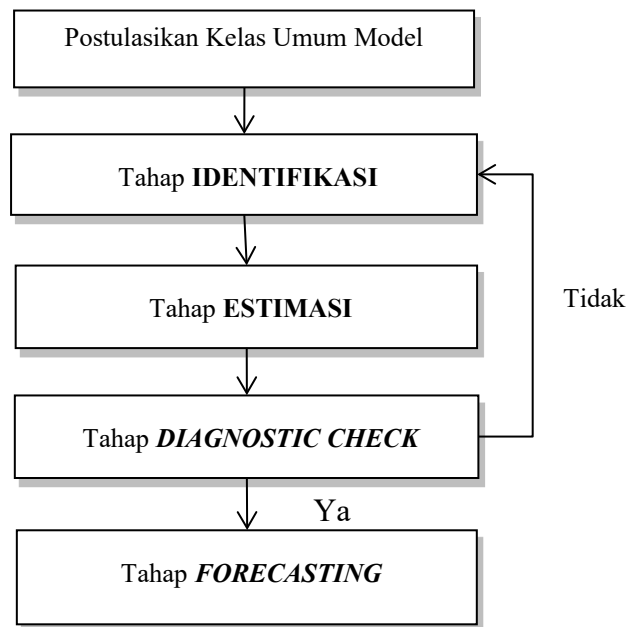 Postulasikan Kelas Umum Model
Tahap IDENTIFIKASI
Tahap ESTIMASI
Tidak
Tahap DIAGNOSTIC CHECK
Ya
Tahap FORECASTING